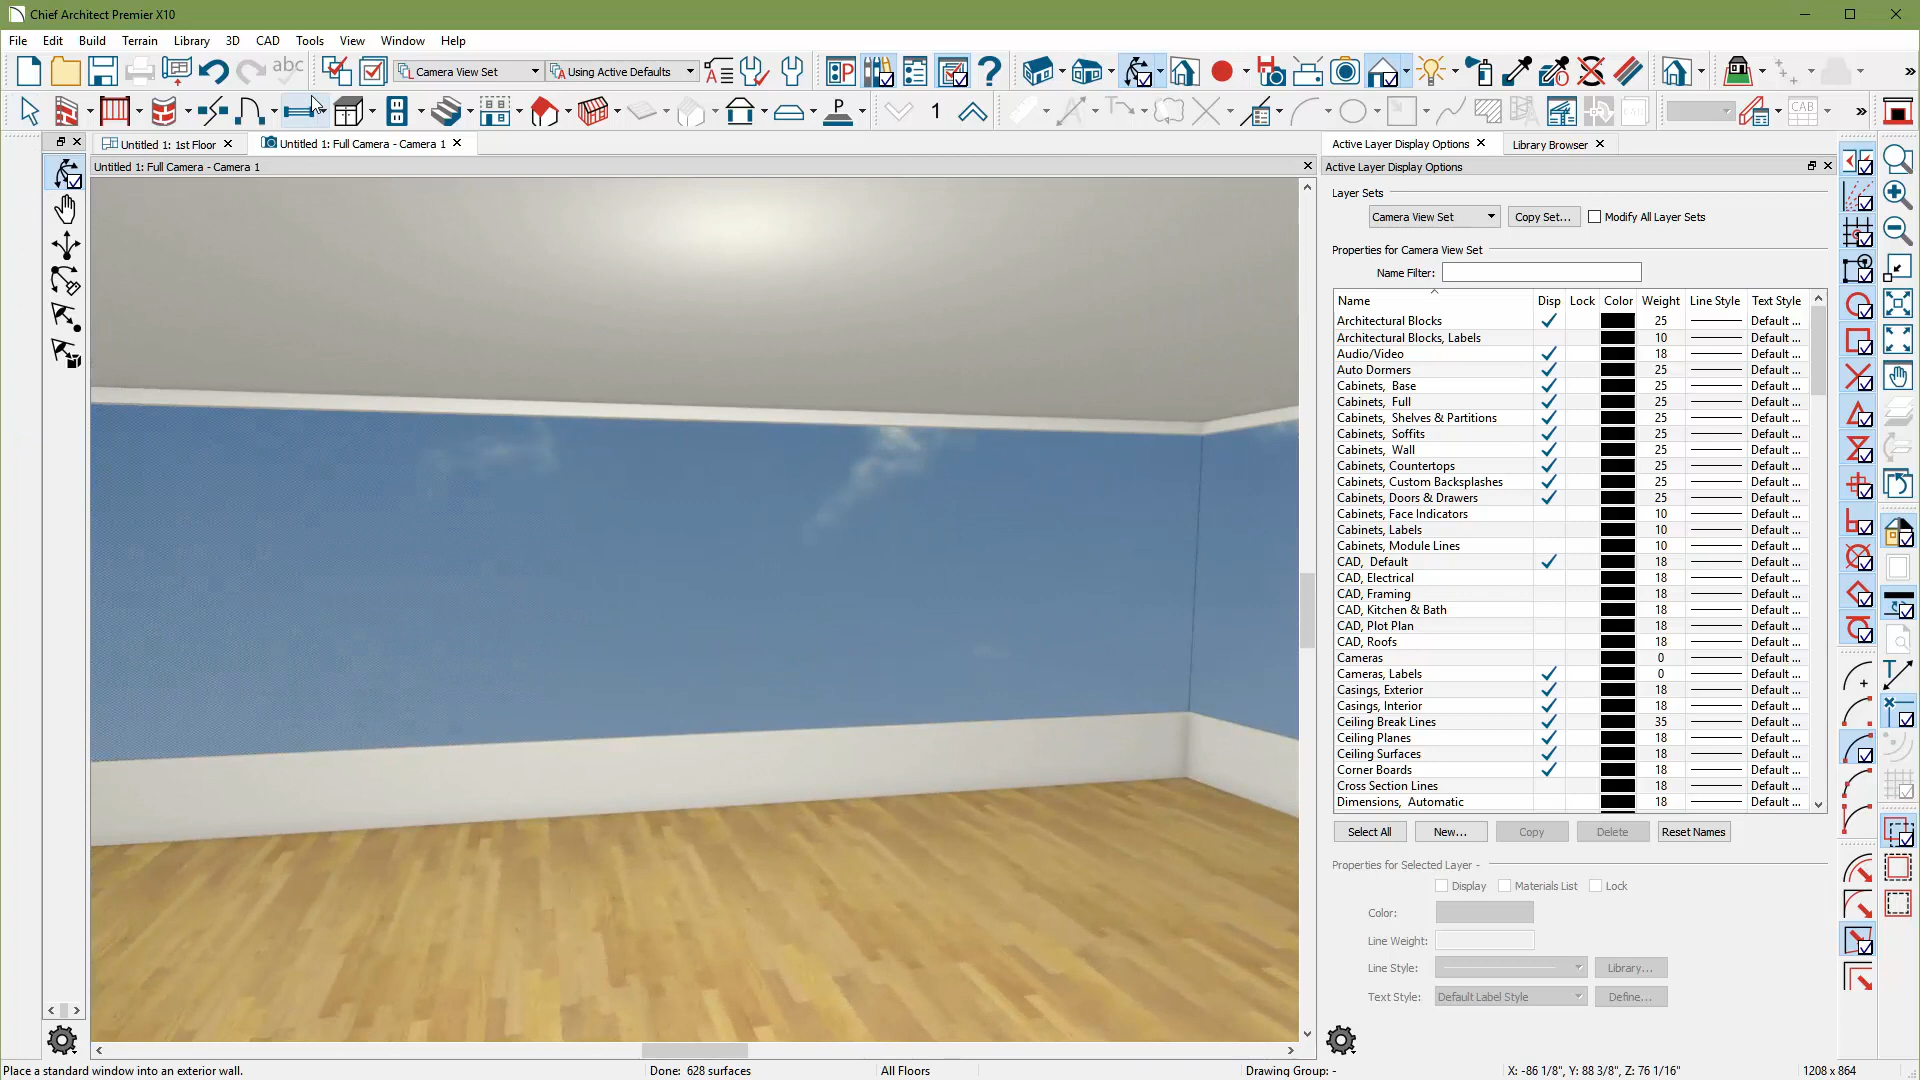 Chief Architect Premier X10
File Edit Build Terrain Library 3D CAD Tools View Window Help
abc Camera View Set Using Active Defaults A P ? »
P 1 A T CAB »
Untitled 1: 1st Floor Untitled 1: Full Camera - Camera 1 Active Layer Display Options Library Browser
Untitled 1: Full Camera - Camera 1 Active Layer Display Options
Layer Sets
Camera View Set Copy Set... Modify All Layer Sets
Properties for Camera View Set
Name Filter:
Name Disp Lock Color Weight Line Style Text Style
Architectural Blocks 25 Default ...
Architectural Blocks, Labels 10 Default ...
Audio/Video 18 Default ...
Auto Dormers 25 Default ...
Cabinets, Base 25 Default ...
Cabinets, Full 25 Default ...
Cabinets, Shelves & Partitions 25 Default ...
Cabinets, Soffits 25 Default ...
Cabinets, Wall 25 Default ...
Cabinets, Countertops 25 Default ...
Cabinets, Custom Backsplashes 25 Default ...
Cabinets, Doors & Drawers 25 Default ...
Cabinets, Face Indicators 10 Default ...
Cabinets, Labels 10 Default ...
Cabinets, Module Lines 10 Default ...
CAD, Default 18 Default ...
CAD, Electrical 18 Default ...
CAD, Framing 18 Default ...
CAD, Kitchen & Bath 18 Default ...
CAD, Plot Plan 18 Default ...
CAD, Roofs 18 Default ...
Cameras 0 Default ...
Cameras, Labels 0 Default ...
Casings, Exterior 18 Default ...
Casings, Interior 18 Default ...
Ceiling Break Lines 35 Default ...
Ceiling Planes 18 Default ...
Ceiling Surfaces 18 Default ...
Corner Boards 18 Default ...
Cross Section Lines 18 Default ...
Dimensions, Automatic 18 Default ...
Select All New... Copy Delete Reset Names
Properties for Selected Layer -
Display Materials List Lock
Color:
Line Weight:
Line Style: Library...
Text Style: Default Label Style Define...
Place a standard window into an exterior wall. Done: 628 surfaces All Floors Drawing Group: - X: -86 1/8", Y: 88 3/8", Z: 76 1/16" 1208 x 864